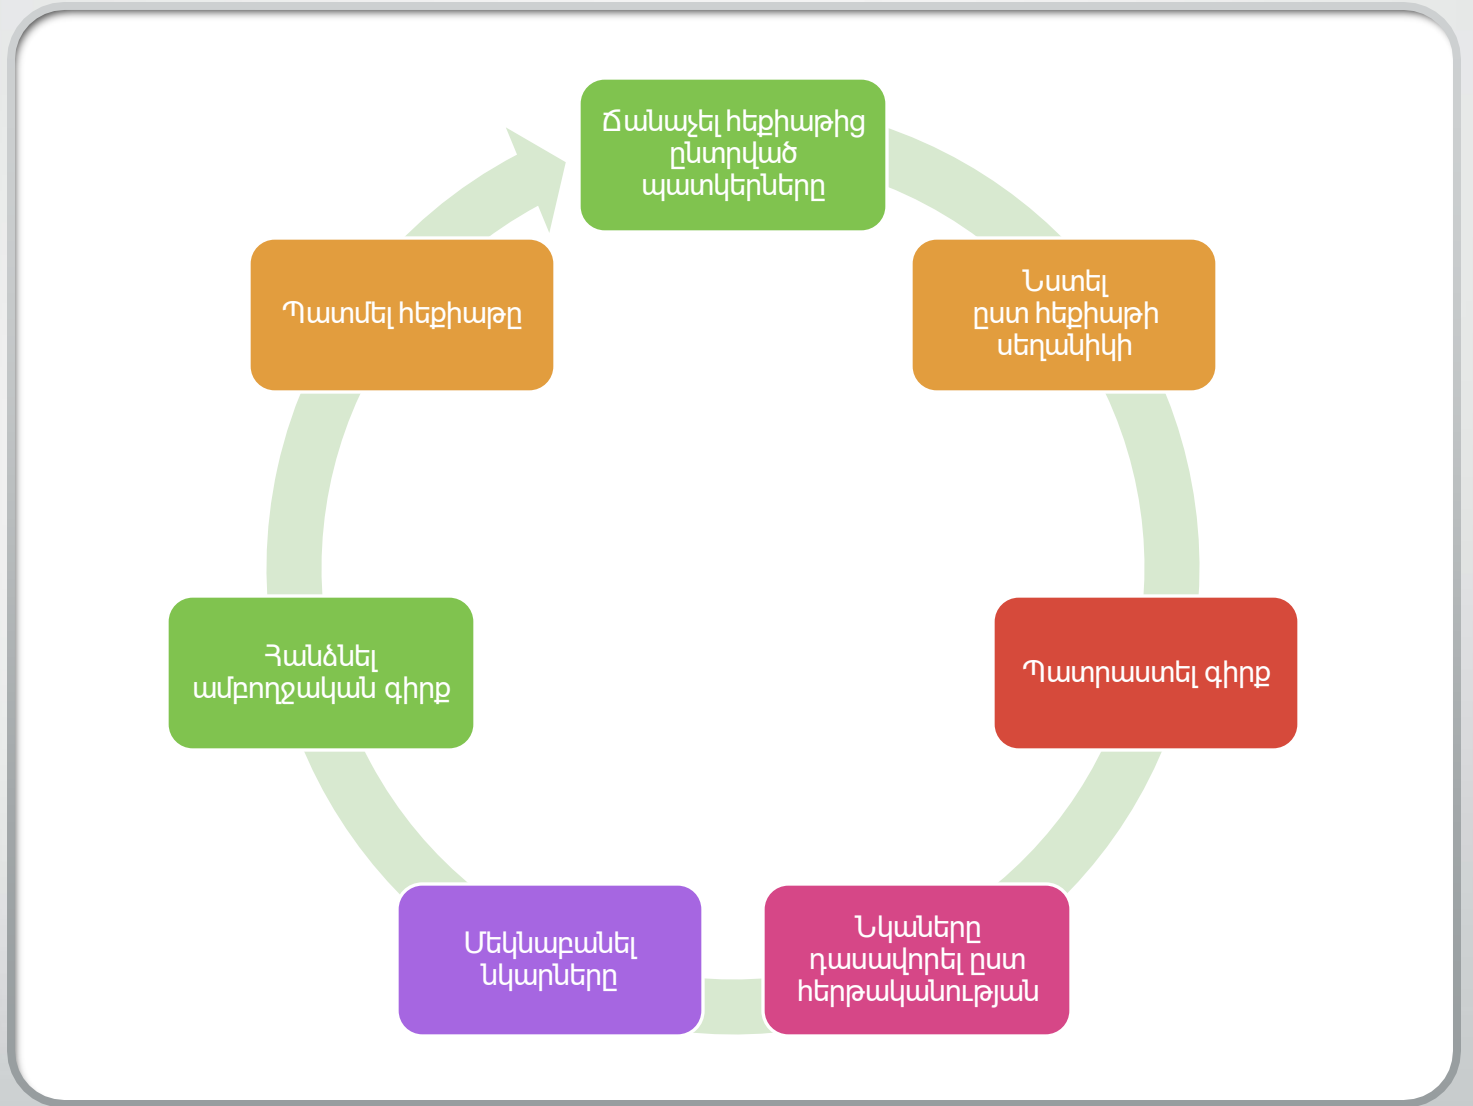 Ճանաչել հեքիաթից
ընտրված
պատկերները
Նստել
ըստ հեքիաթի
սեղանիկի
Պատրաստել գիրք
Նկաները
դասավորել ըստ
հերթականության
Մեկնաբանել
նկարները
Հանձնել
ամբողջական գիրք
Պատմել հեքիաթը